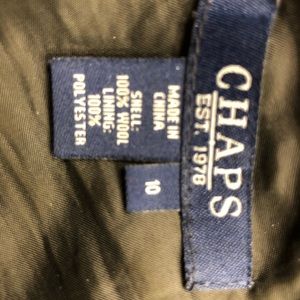 CHAPS
EST. 1978
MADE IN
CHINA
SHELL:
100% WOOL
LINING:
100%
POLYESTER
10